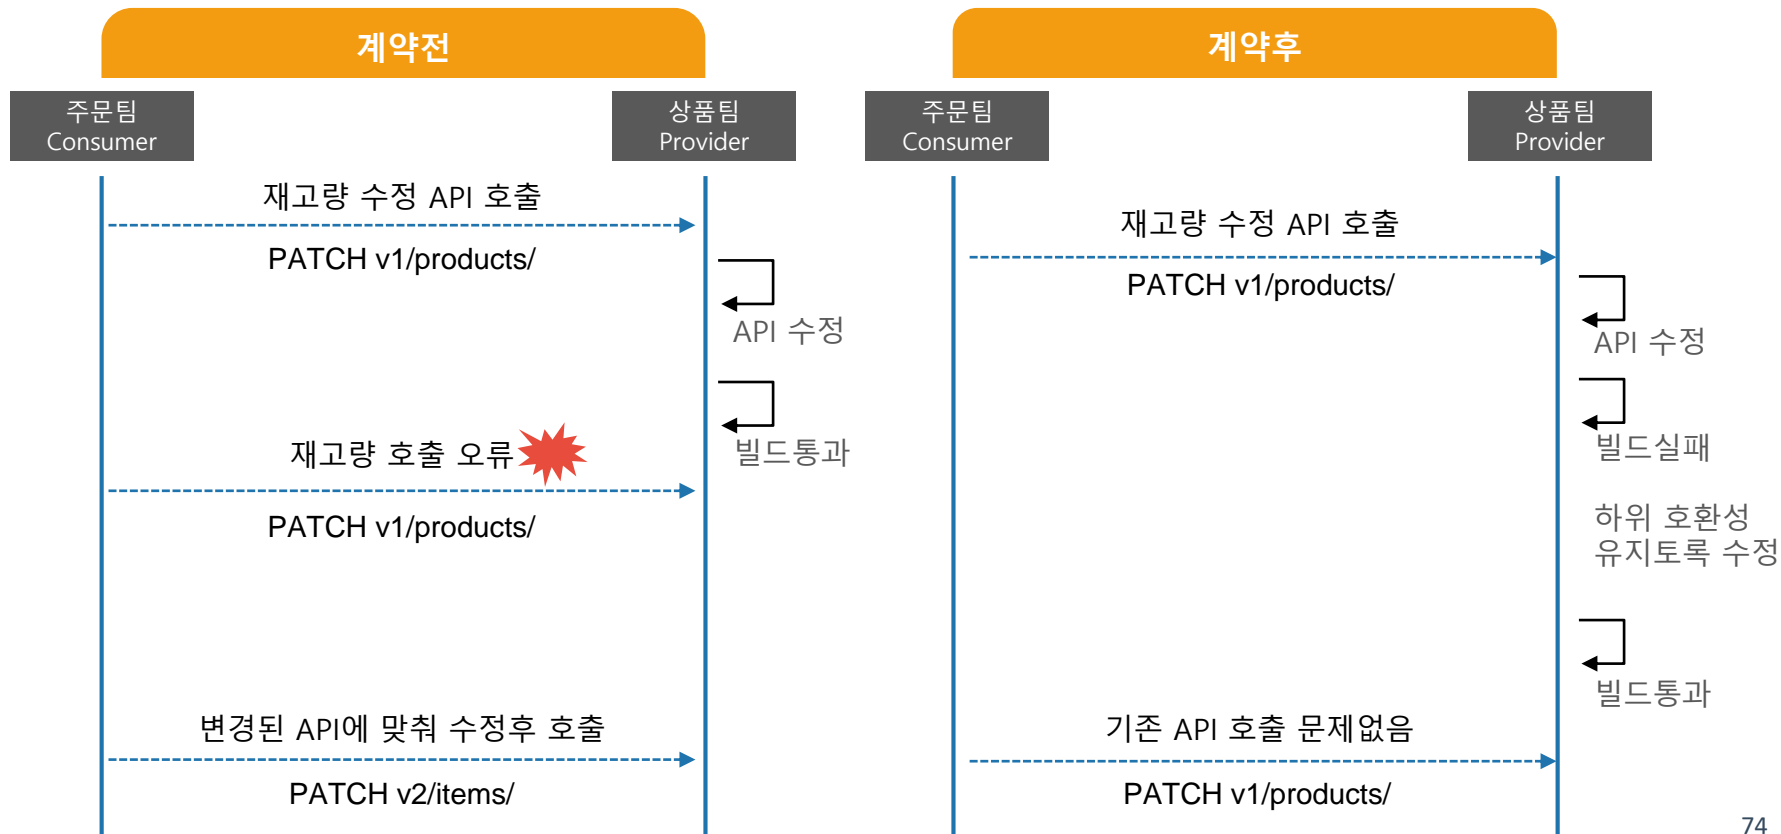 계약전
주문팀
Consumer
상품팀
Provider
재고량 수정 API 호출
PATCH v1/products/
API 수정
빌드통과
재고량 호출 오류
PATCH v1/products/
변경된 API에 맞춰 수정후 호출
PATCH v2/items/
계약후
주문팀
Consumer
상품팀
Provider
재고량 수정 API 호출
PATCH v1/products/
API 수정
빌드실패
하위 호환성
유지토록 수정
빌드통과
기존 API 호출 문제없음
PATCH v1/products/
74